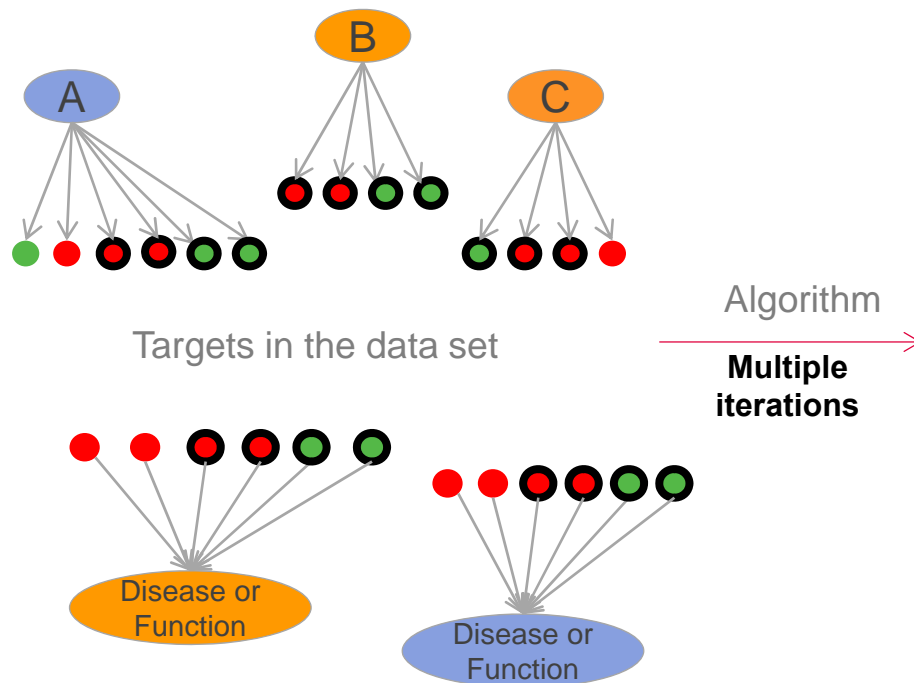 B
A
C
Targets in the data set
Algorithm
Multiple
iterations
Disease or
Function
Disease or
Function